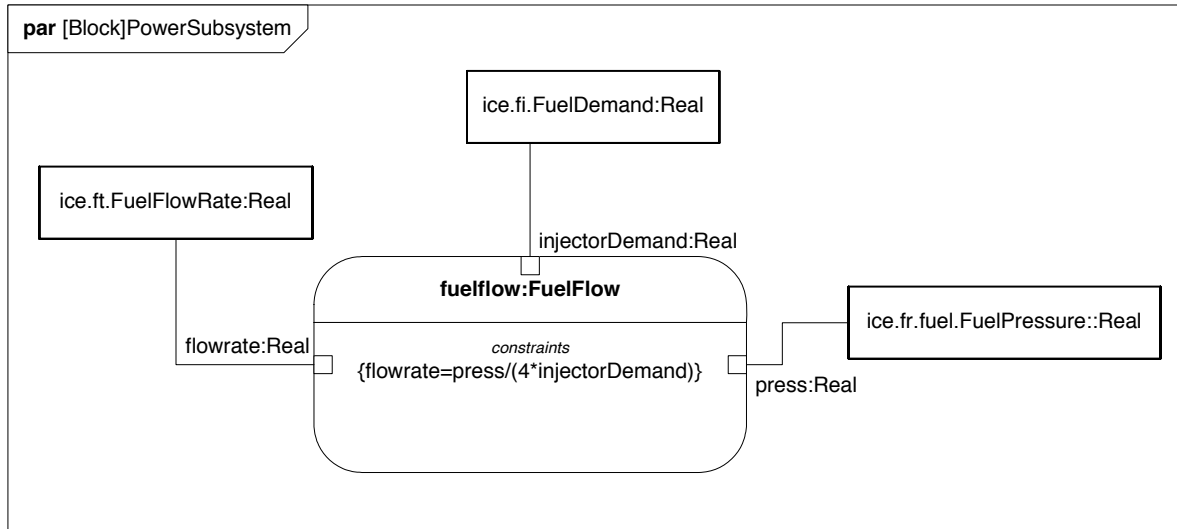 par [Block]PowerSubsystem
ice.fi.FuelDemand:Real
ice.ft.FuelFlowRate:Real
injectorDemand:Real
fuelflow:FuelFlow
ice.fr.fuel.FuelPressure::Real
flowrate:Real
constraints
{flowrate=press/(4*injectorDemand)}
press:Real